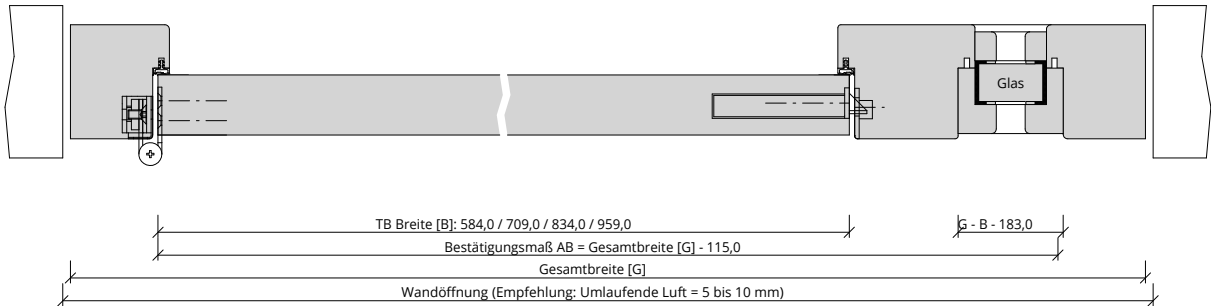 Glas
TB Breite [B]: 584,0 / 709,0 / 834,0 / 959,0
G - B - 183,0
Bestätigungsmaß AB = Gesamtbreite [G] - 115,0
Gesamtbreite [G]
Wandöffnung (Empfehlung: Umlaufende Luft = 5 bis 10 mm)